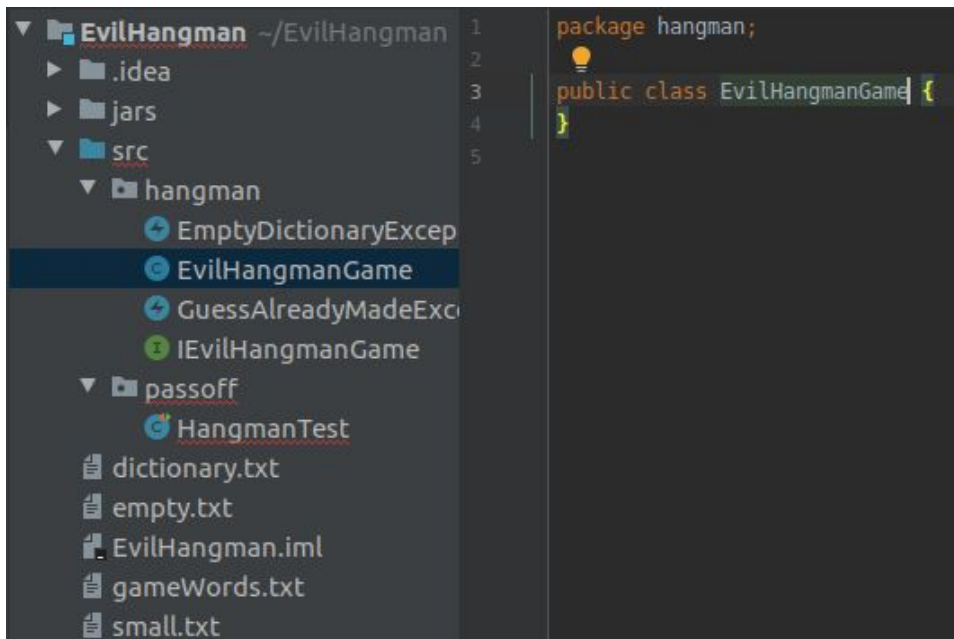 EvilHangman ~/EvilHangman
.idea
jars
src
hangman
EmptyDictionaryExcep
EvilHangmanGame
GuessAlreadyMadeExc
IEvilHangmanGame
passoff
HangmanTest
dictionary.txt
empty.txt
EvilHangman.iml
gameWords.txt
small.txt
1 package hangman;
2
3 public class EvilHangmanGame {
4 }
5